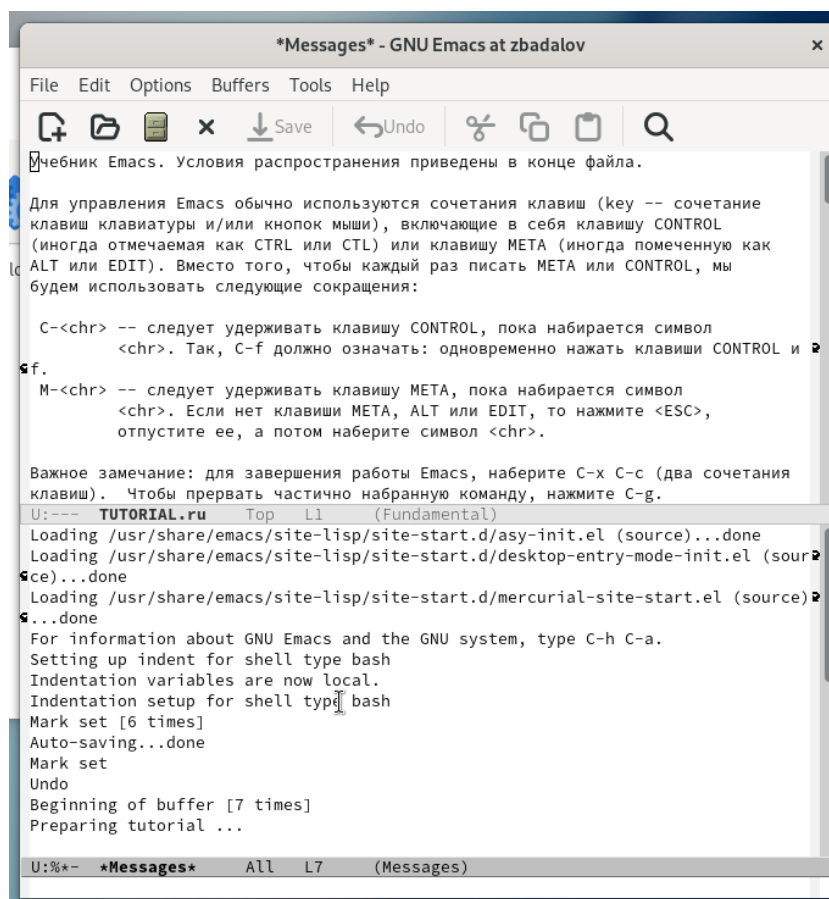 *Messages* - GNU Emacs at zbadalov
File Edit Options Buffers Tools Help
Save Undo
Учебник Emacs. Условия распространения приведены в конце файла.
Для управления Emacs обычно используются сочетания клавиш (key -- сочетание
клавиш клавиатуры и/или кнопок мыши), включающие в себя клавишу CONTROL
(иногда отмечаемая как CTRL или CTL) или клавишу META (иногда помеченную как
ALT или EDIT). Вместо того, чтобы каждый раз писать META или CONTROL, мы
будем использовать следующие сокращения:
C-<chr> -- следует удерживать клавишу CONTROL, пока набирается символ
<chr>. Так, C-f должно означать: одновременно нажать клавиши CONTROL и
f.
M-<chr> -- следует удерживать клавишу META, пока набирается символ
<chr>. Если нет клавиши META, ALT или EDIT, то нажмите <ESC>,
отпустите ее, а потом наберите символ <chr>.
Важное замечание: для завершения работы Emacs, наберите C-x C-c (два сочетания
клавиш). Чтобы прервать частично набранную команду, нажмите C-g.
U:--- TUTORIAL.ru Top L1 (Fundamental)
Loading /usr/share/emacs/site-lisp/site-start.d/asy-init.el (source)...done
Loading /usr/share/emacs/site-lisp/site-start.d/desktop-entry-mode-init.el (sour
ce)...done
Loading /usr/share/emacs/site-lisp/site-start.d/mercurial-site-start.el (source)
...done
For information about GNU Emacs and the GNU system, type C-h C-a.
Setting up indent for shell type bash
Indentation variables are now local.
Indentation setup for shell type bash
Mark set [6 times]
Auto-saving...done
Mark set
Undo
Beginning of buffer [7 times]
Preparing tutorial ...
U:%*- *Messages* All L7 (Messages)